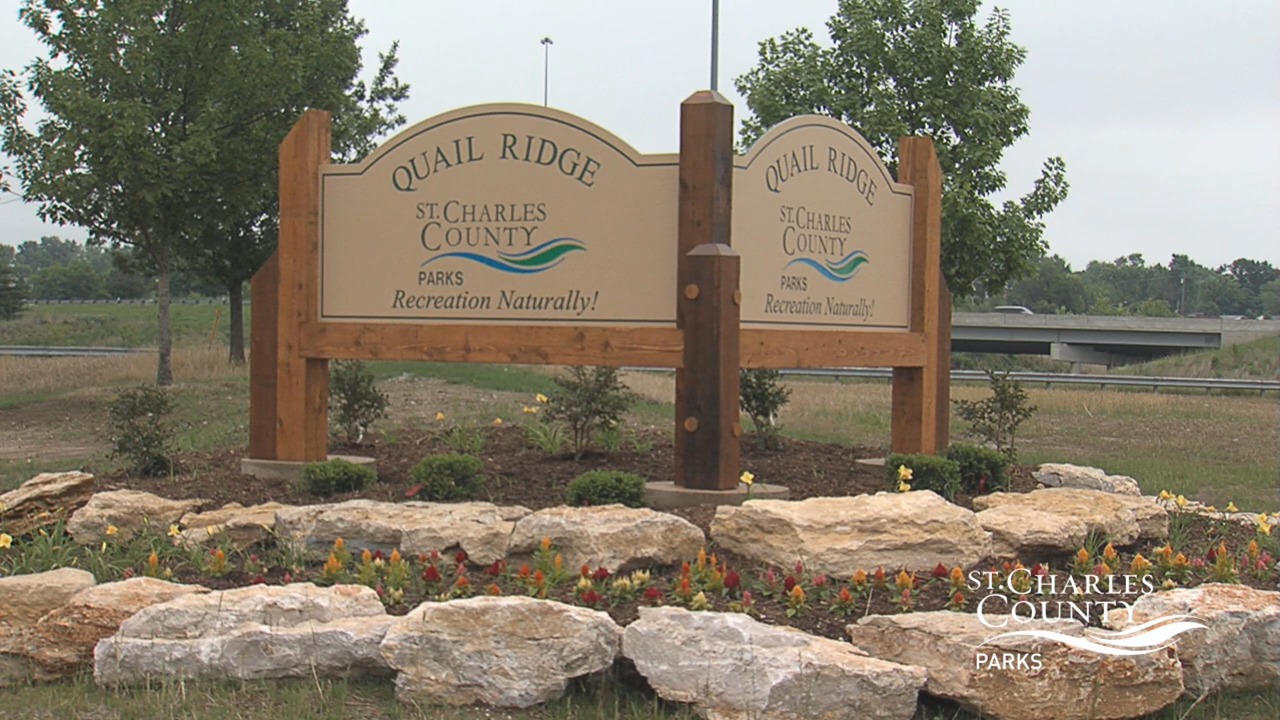 QUAIL RIDGE
ST. CHARLES
COUNTY
PARKS
Recreation Naturally!
QUAIL RIDGE
ST. CHARLES
COUNTY
PARKS
Recreation Naturally!
ST. CHARLES
COUNTY
PARKS